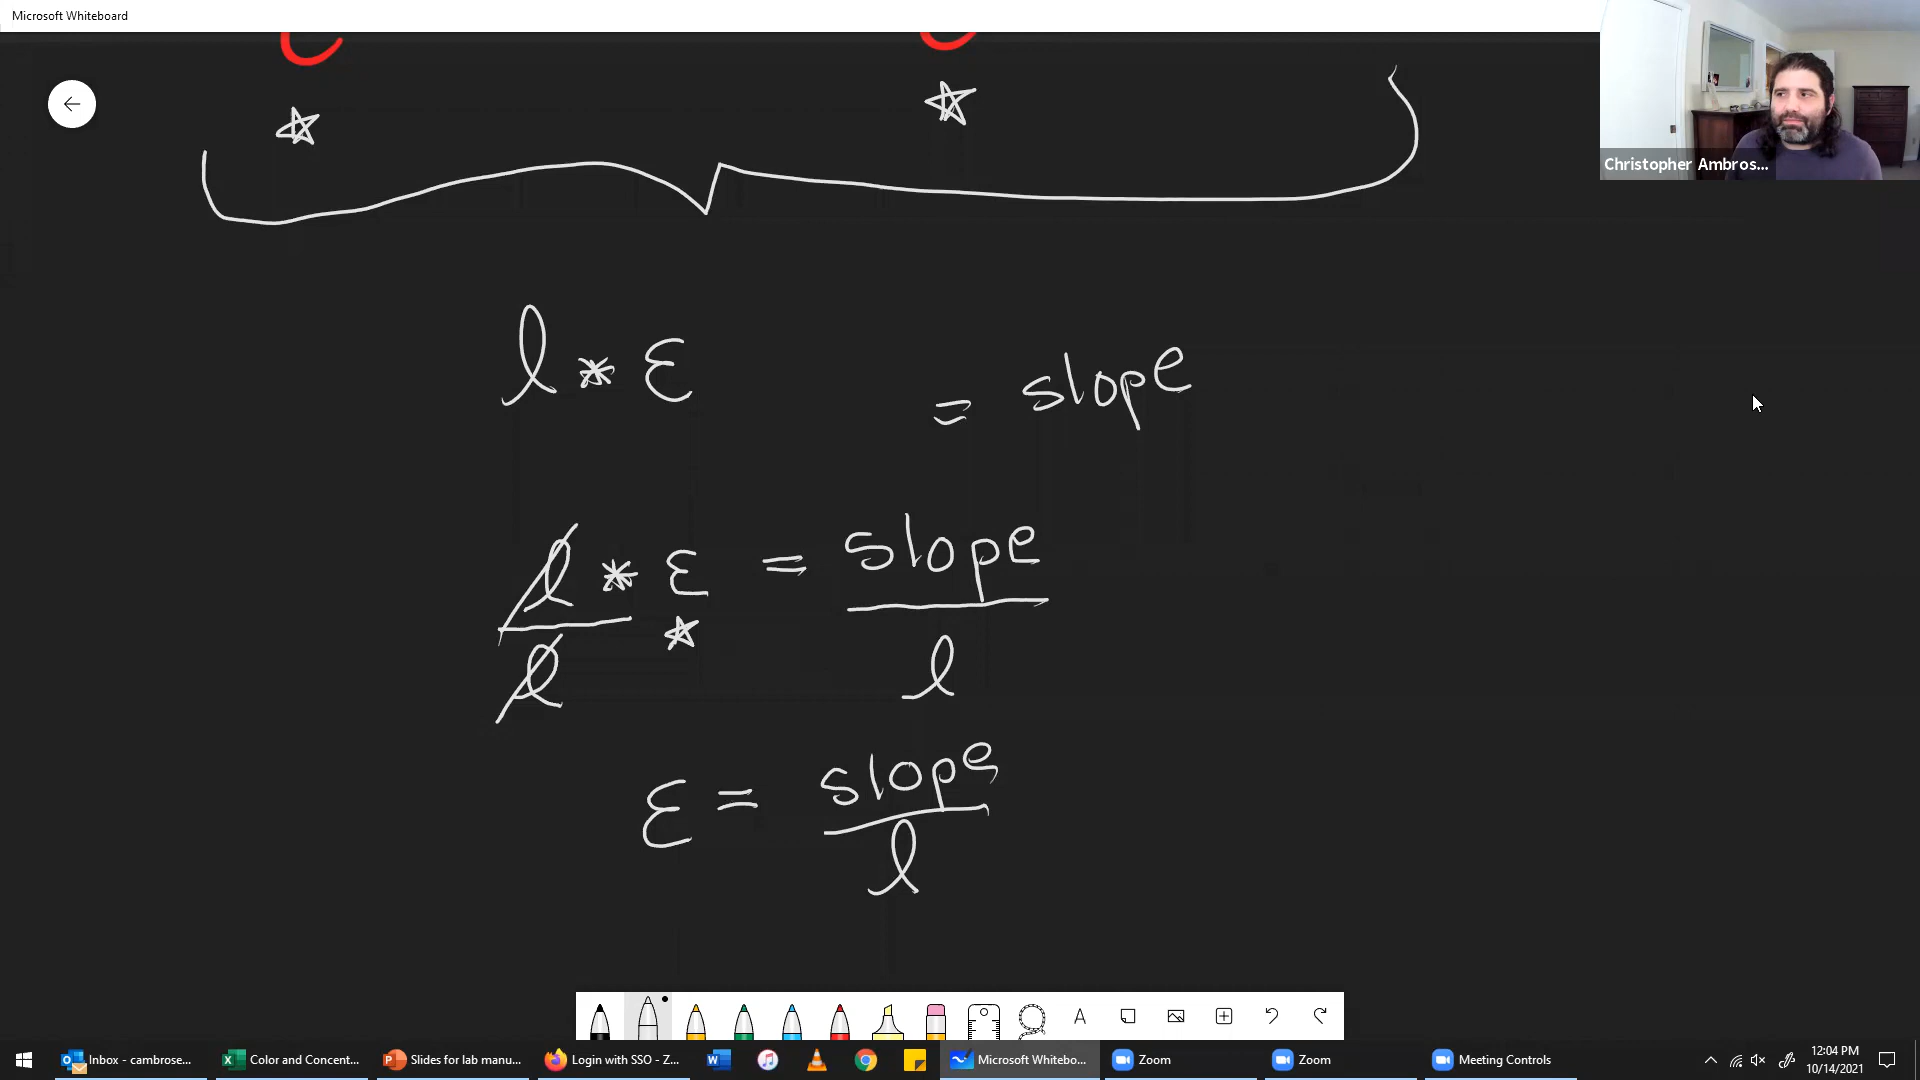 Microsoft Whiteboard
Christopher Ambros...
l * ε = slope
l * ε = slope
l l
ε = slope
l
A
Inbox - cambrose...
Color and Concent...
Slides for lab manu...
Login with SSO - Z...
Microsoft Whitebo...
Zoom
Zoom
Meeting Controls
12:04 PM
10/14/2021